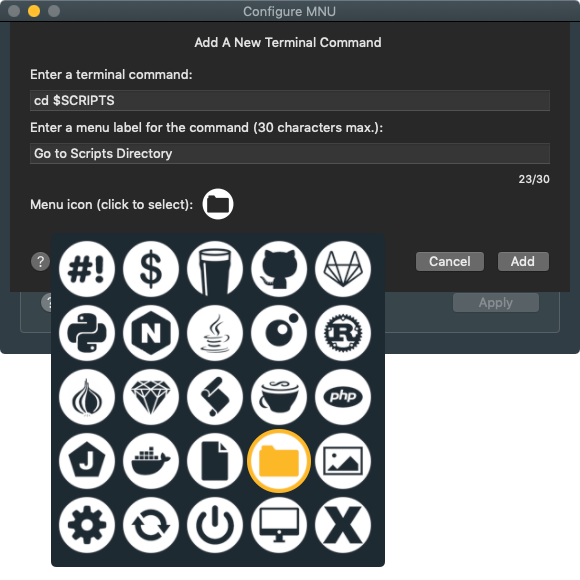 Configure MNU
Add A New Terminal Command
Enter a terminal command:
cd $SCRIPTS
Enter a menu label for the command (30 characters max.):
Go to Scripts Directory
23/30
Menu icon (click to select):
? Cancel Add
? Apply
#! $
N
R
php
J
X